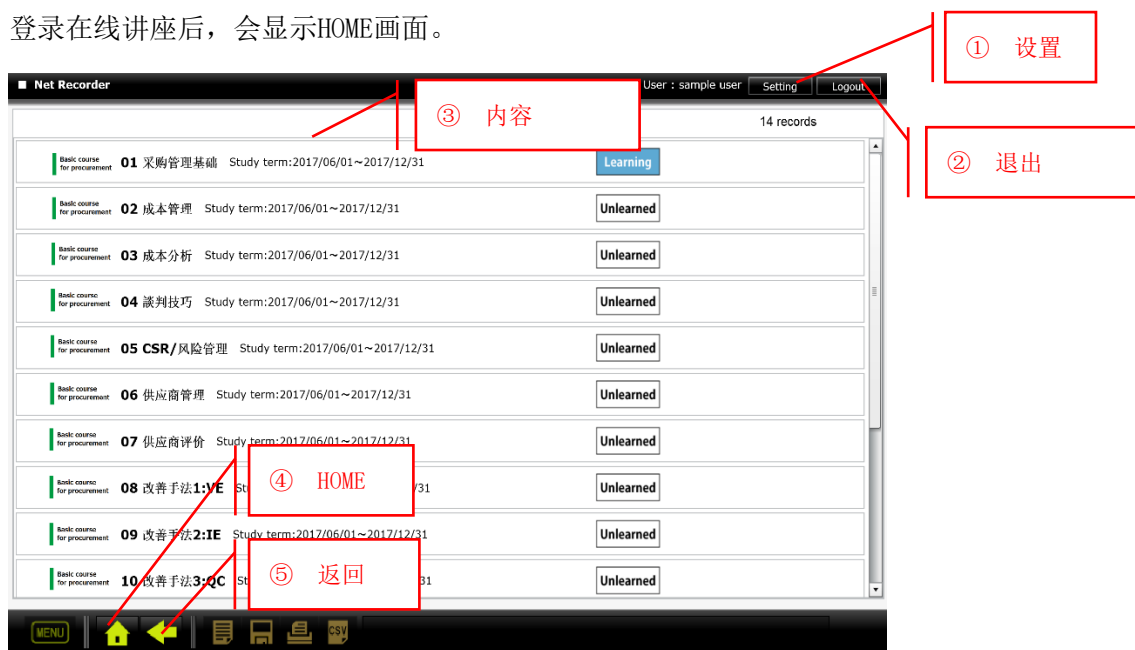 登录在线讲座后，会显示HOME画面。
① 设置
■ Net Recorder
User : sample user
Setting
Logout
③ 内容
14 records
② 退出
Basic course
for procurement
01 采购管理基础 Study term:2017/06/01~2017/12/31
Learning
Basic course
for procurement
02 成本管理 Study term:2017/06/01~2017/12/31
Unlearned
Basic course
for procurement
03 成本分析 Study term:2017/06/01~2017/12/31
Unlearned
Basic course
for procurement
04 談判技巧 Study term:2017/06/01~2017/12/31
Unlearned
Basic course
for procurement
05 CSR/风险管理 Study term:2017/06/01~2017/12/31
Unlearned
Basic course
for procurement
06 供应商管理 Study term:2017/06/01~2017/12/31
Unlearned
Basic course
for procurement
07 供应商评价 Study term:2017/06/01~2017/12/31
Unlearned
④ HOME
Basic course
for procurement
08 改善手法1:VE St /31
Unlearned
Basic course
for procurement
09 改善手法2:IE Study term:2017/06/01~2017/12/31
Unlearned
⑤ 返回
Basic course
for procurement
10 改善手法3:QC St 31
Unlearned
MENU
CSV